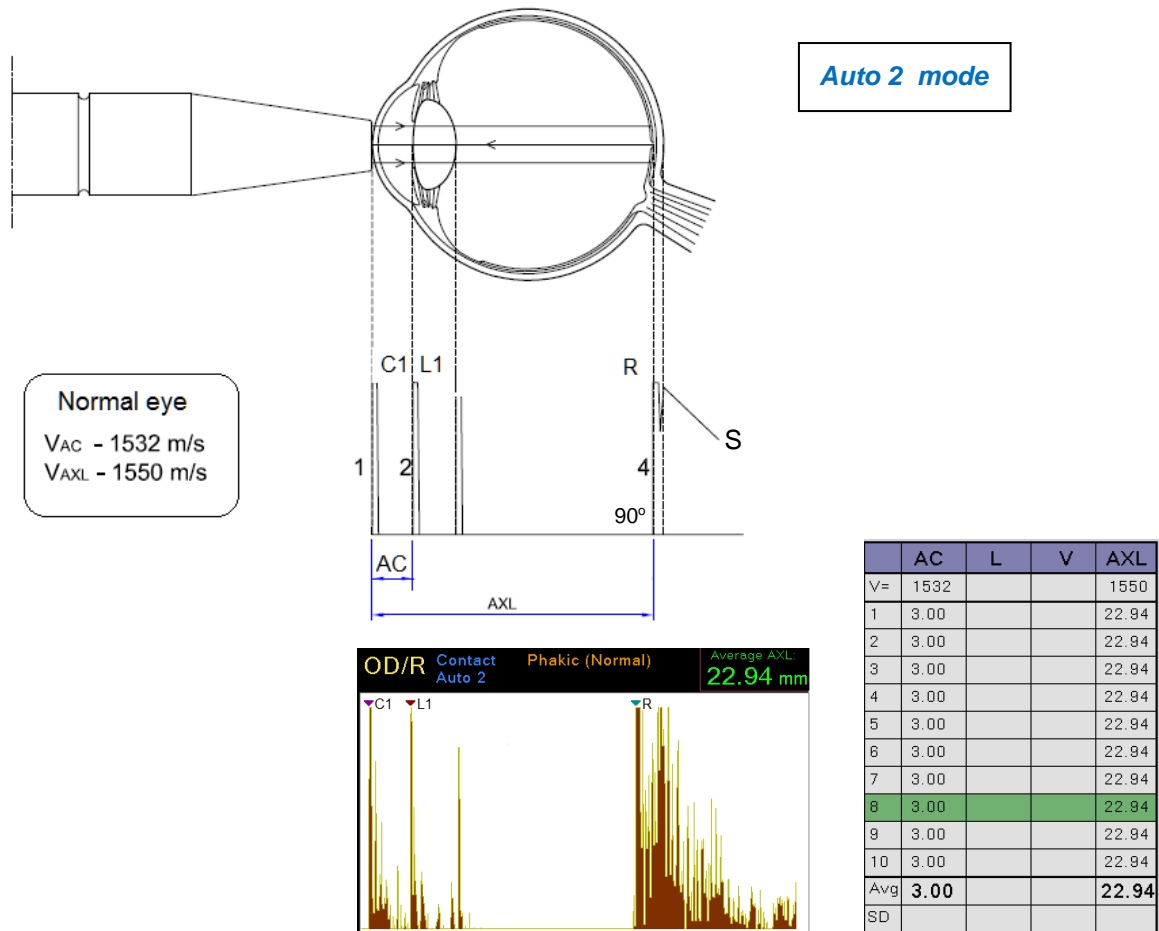 Auto 2 mode
C1 L1 R
Normal eye
VAC - 1532 m/s
VAXL - 1550 m/s
S
1 2 4
90º
AC
AXL
OD/R Contact Auto 2 Phakic (Normal) Average AXL: 22.94 mm
C1 L1 R
AC L V AXL
V= 1532 1550
1 3.00 22.94
2 3.00 22.94
3 3.00 22.94
4 3.00 22.94
5 3.00 22.94
6 3.00 22.94
7 3.00 22.94
8 3.00 22.94
9 3.00 22.94
10 3.00 22.94
Avg 3.00 22.94
SD